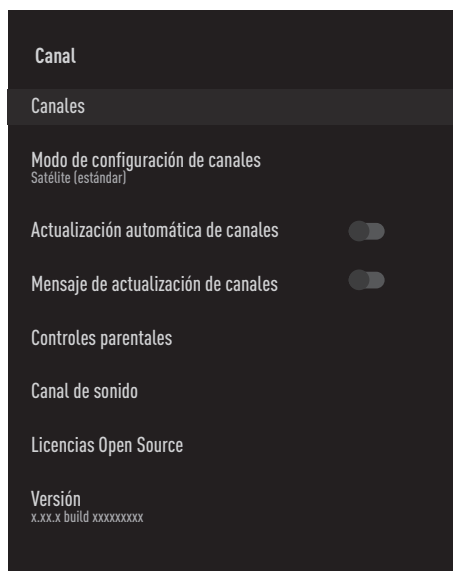 Canal
Canales
Modo de configuración de canales
Satélite (estándar)
Actualización automática de canales
Mensaje de actualización de canales
Controles parentales
Canal de sonido
Licencias Open Source
Versión
x.xx.x build xxxxxxxxx